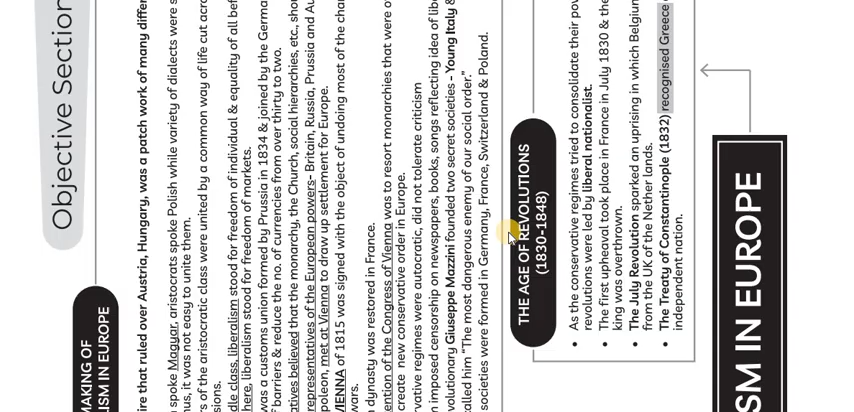 Objective Section
MAKING OF
ISM IN EUROPE
ire that ruled over Austria, Hungary, was a patch work of many differ
spoke Magyar, aristocrats spoke Polish while variety of dialects were s
us, it was not easy to unite them.
rs of the aristocratic class were united by a common way of life cut acr
sions.
dle class, liberalism stood for freedom of individual & equality of all bef
here, liberalism stood for freedom of markets.
was a customs union formed by Prussia in 1834 & joined by the Germa
f barriers & reduce the no. of currencies from over thirty to two.
atives believed that the monarchy, the Church, social hierarchies, etc., sho
representatives of the European powers- Britain, Russia, Prussia and Au
poleon, met at Vienna to draw up settlement for Europe.
VIENNA of 1815 was signed with the object of undoing most of the chan
wars.
n dynasty was restored in France.
tention of the Congress of Vienna was to resort monarchies that were o
create new conservative order in Europe.
rvative regimes were autocratic, did not tolerate criticism
n imposed censorship on newspapers, books, songs reflecting idea of libe
volutionary Giuseppe Mazzini founded two secret societies - Young Italy &
called him "The most dangerous enemy of our social order."
societies were formed in Germany, France, Switzerland & Poland.
THE AGE OF REVOLUTIONS
(1830-1848)
• As the conservative regimes tried to consolidate their pov
revolutions were led by liberal nationalist.
• The first upheaval took place in France in July 1830 & the
king was overthrown.
• The July Revolution sparked an uprising in which Belgium
from the UK of the Nether lands.
• The Treaty of Constantinople (1832) recognised Greece
independent nation.
SM IN EUROPE